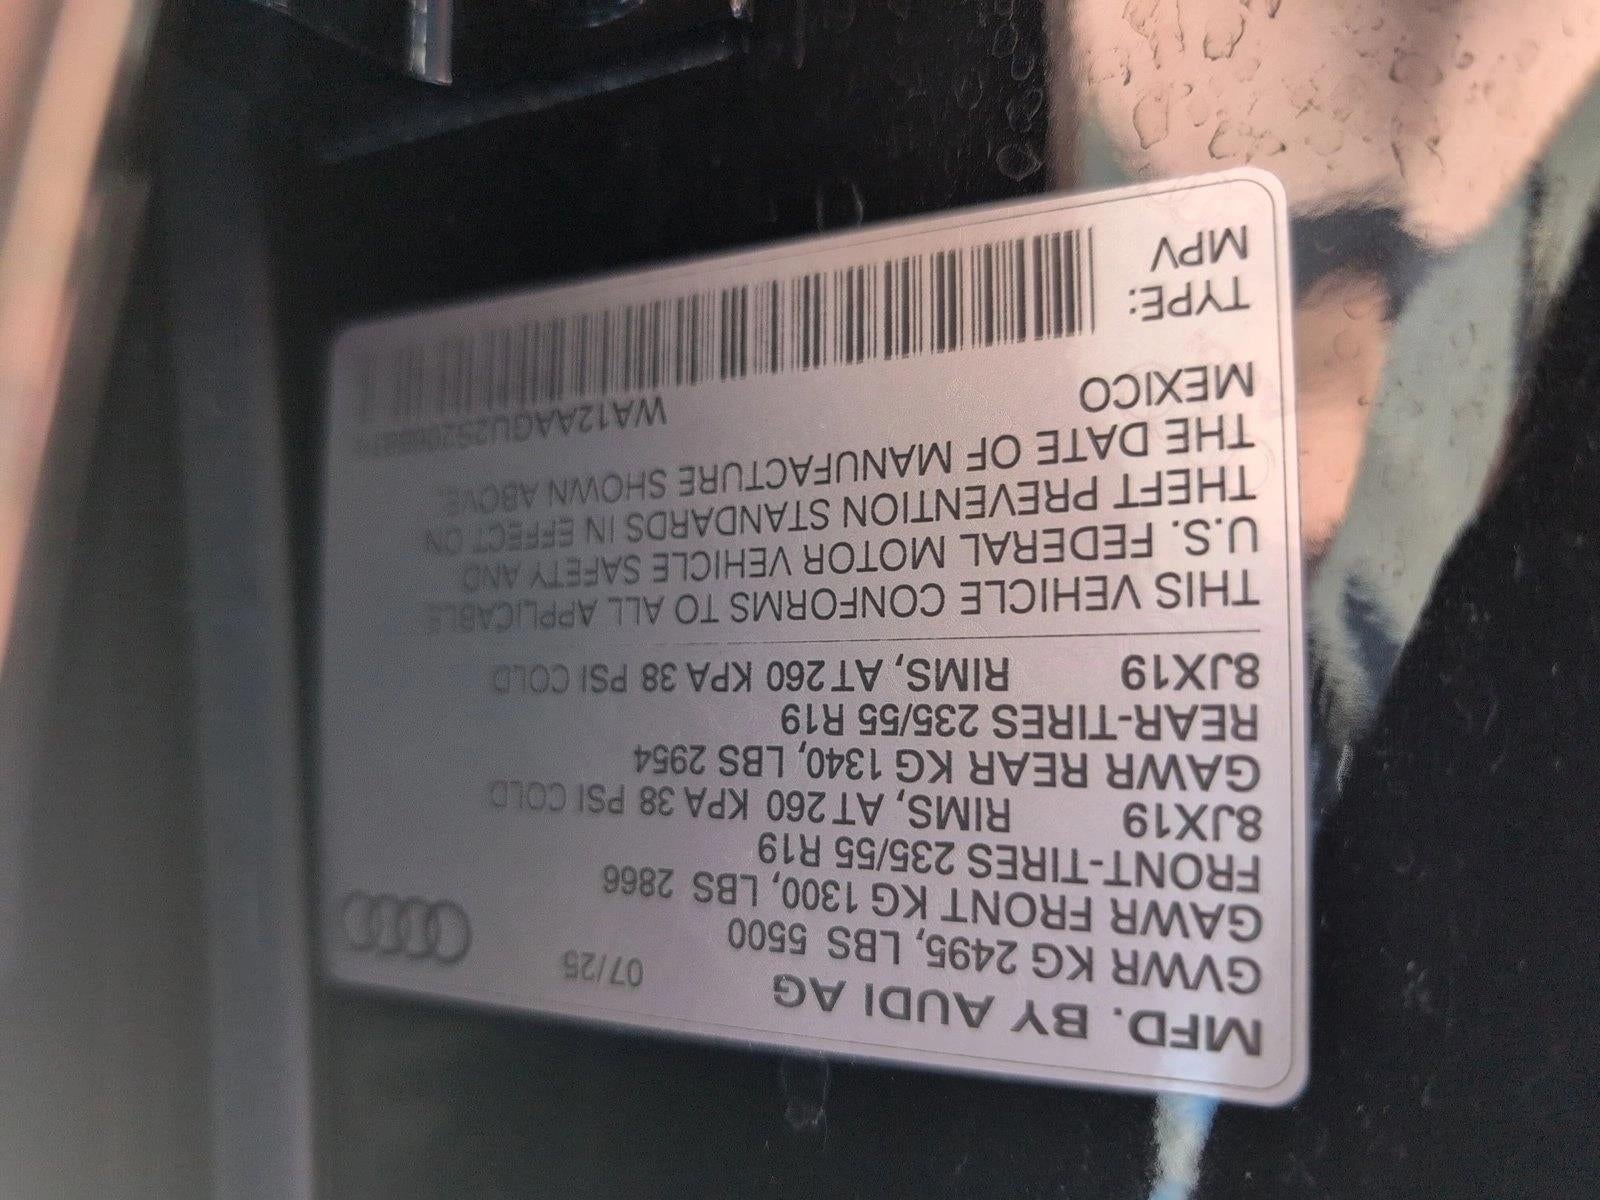 MFD. BY AUDI AG 07/25
GVWR KG 2495, LBS 5500
GAWR FRONT KG 1300, LBS 2866
FRONT-TIRES 235/55 R19
8JX19 RIMS, AT 260 KPA 38 PSI COLD
GAWR REAR KG 1340, LBS 2954
REAR-TIRES 235/55 R19
8JX19 RIMS, AT 260 KPA 38 PSI COLD
THIS VEHICLE CONFORMS TO ALL APPLICABLE
U.S. FEDERAL MOTOR VEHICLE SAFETY AND
THEFT PREVENTION STANDARDS IN EFFECT ON
THE DATE OF MANUFACTURE SHOWN ABOVE.
MEXICO
TYPE:
MPV